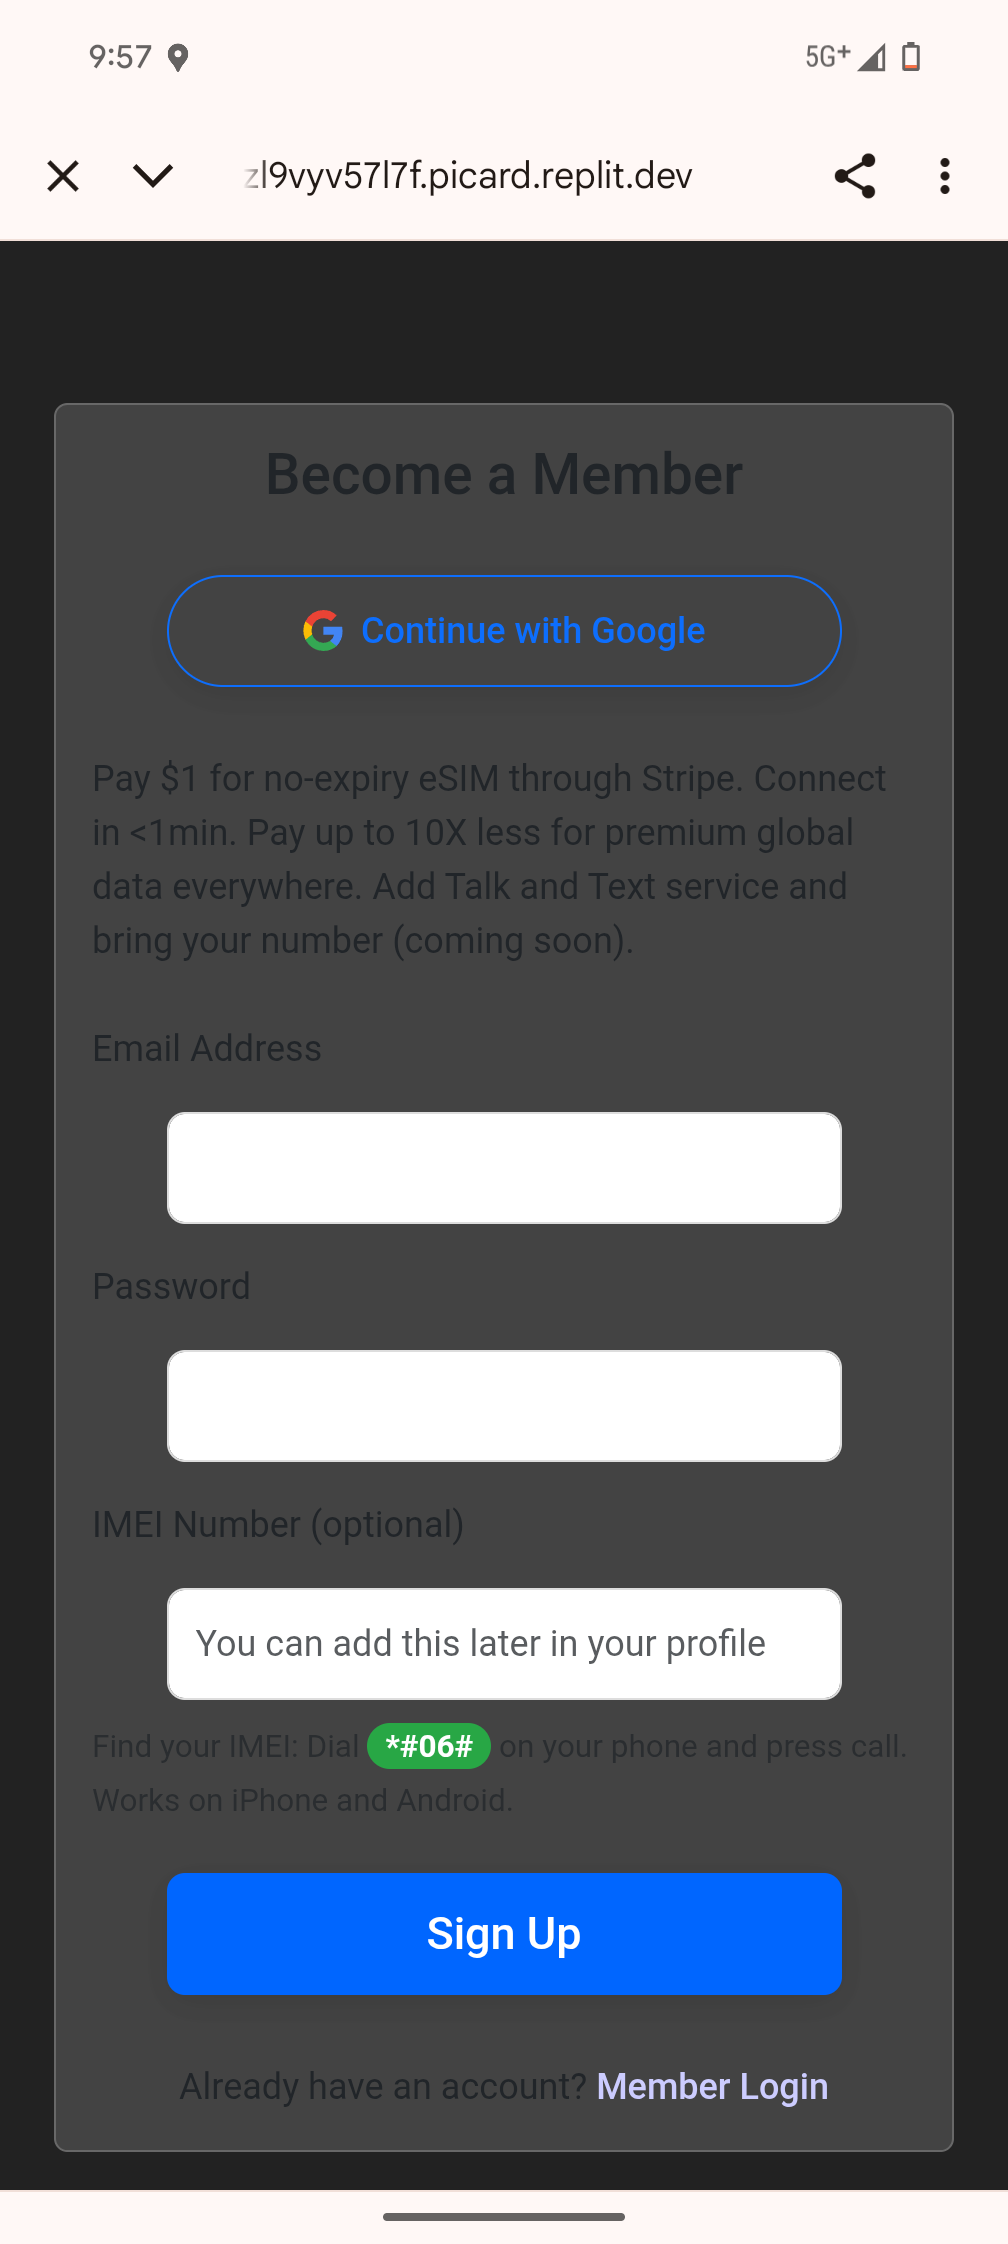 9:57
5G+
zl9vyv57l7f.picard.replit.dev
Become a Member
Continue with Google
Pay $1 for no-expiry eSIM through Stripe. Connect
in <1min. Pay up to 10X less for premium global
data everywhere. Add Talk and Text service and
bring your number (coming soon).
Email Address
Password
IMEI Number (optional)
You can add this later in your profile
Find your IMEI: Dial *#06# on your phone and press call.
Works on iPhone and Android.
Sign Up
Already have an account? Member Login